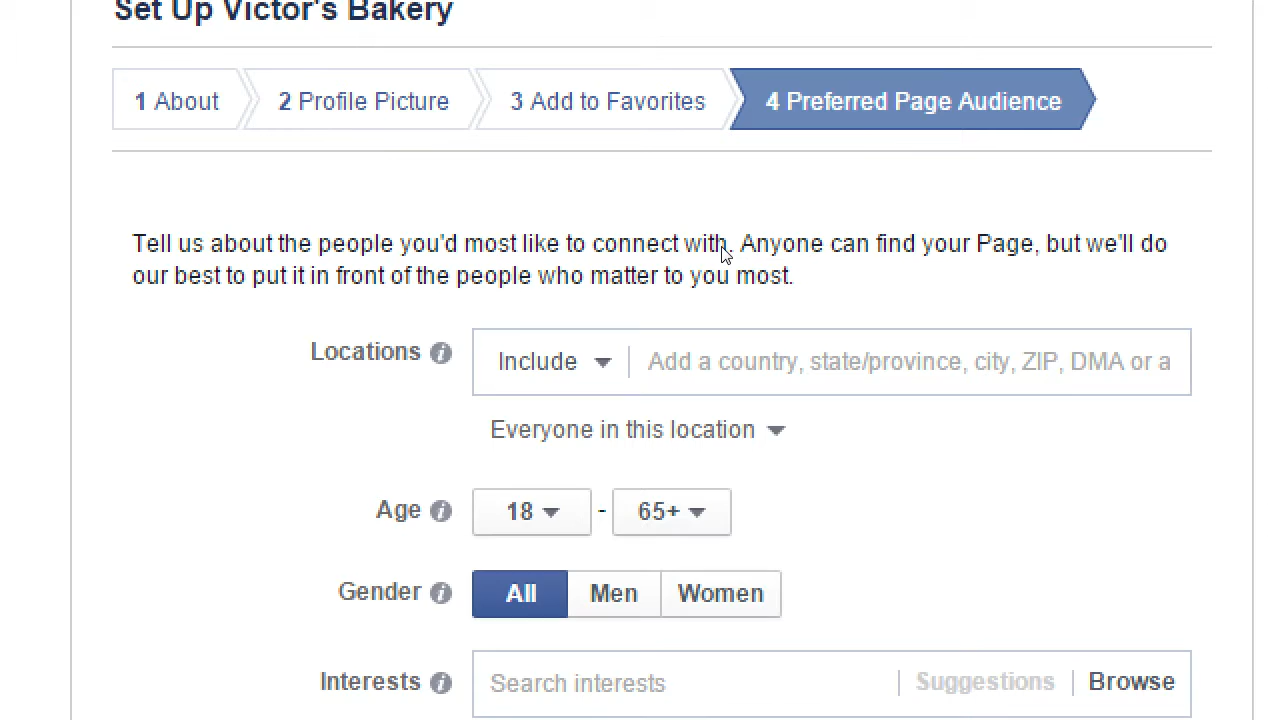 Set Up Victor's Bakery
1 About 2 Profile Picture 3 Add to Favorites 4 Preferred Page Audience
Tell us about the people you'd most like to connect with. Anyone can find your Page, but we'll do
our best to put it in front of the people who matter to you most.
Locations Include Add a country, state/province, city, ZIP, DMA or a
Everyone in this location
Age 18 - 65+
Gender All Men Women
Interests Search interests Suggestions Browse